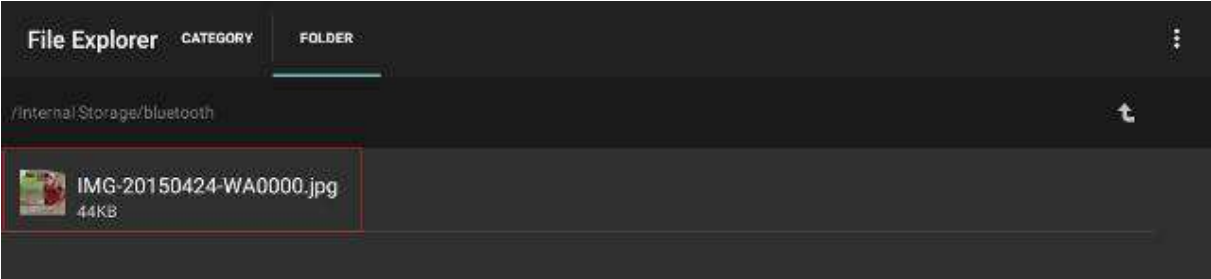 File Explorer CATEGORY FOLDER
/Internal Storage/bluetooth
IMG-20150424-WA0000.jpg
44KB